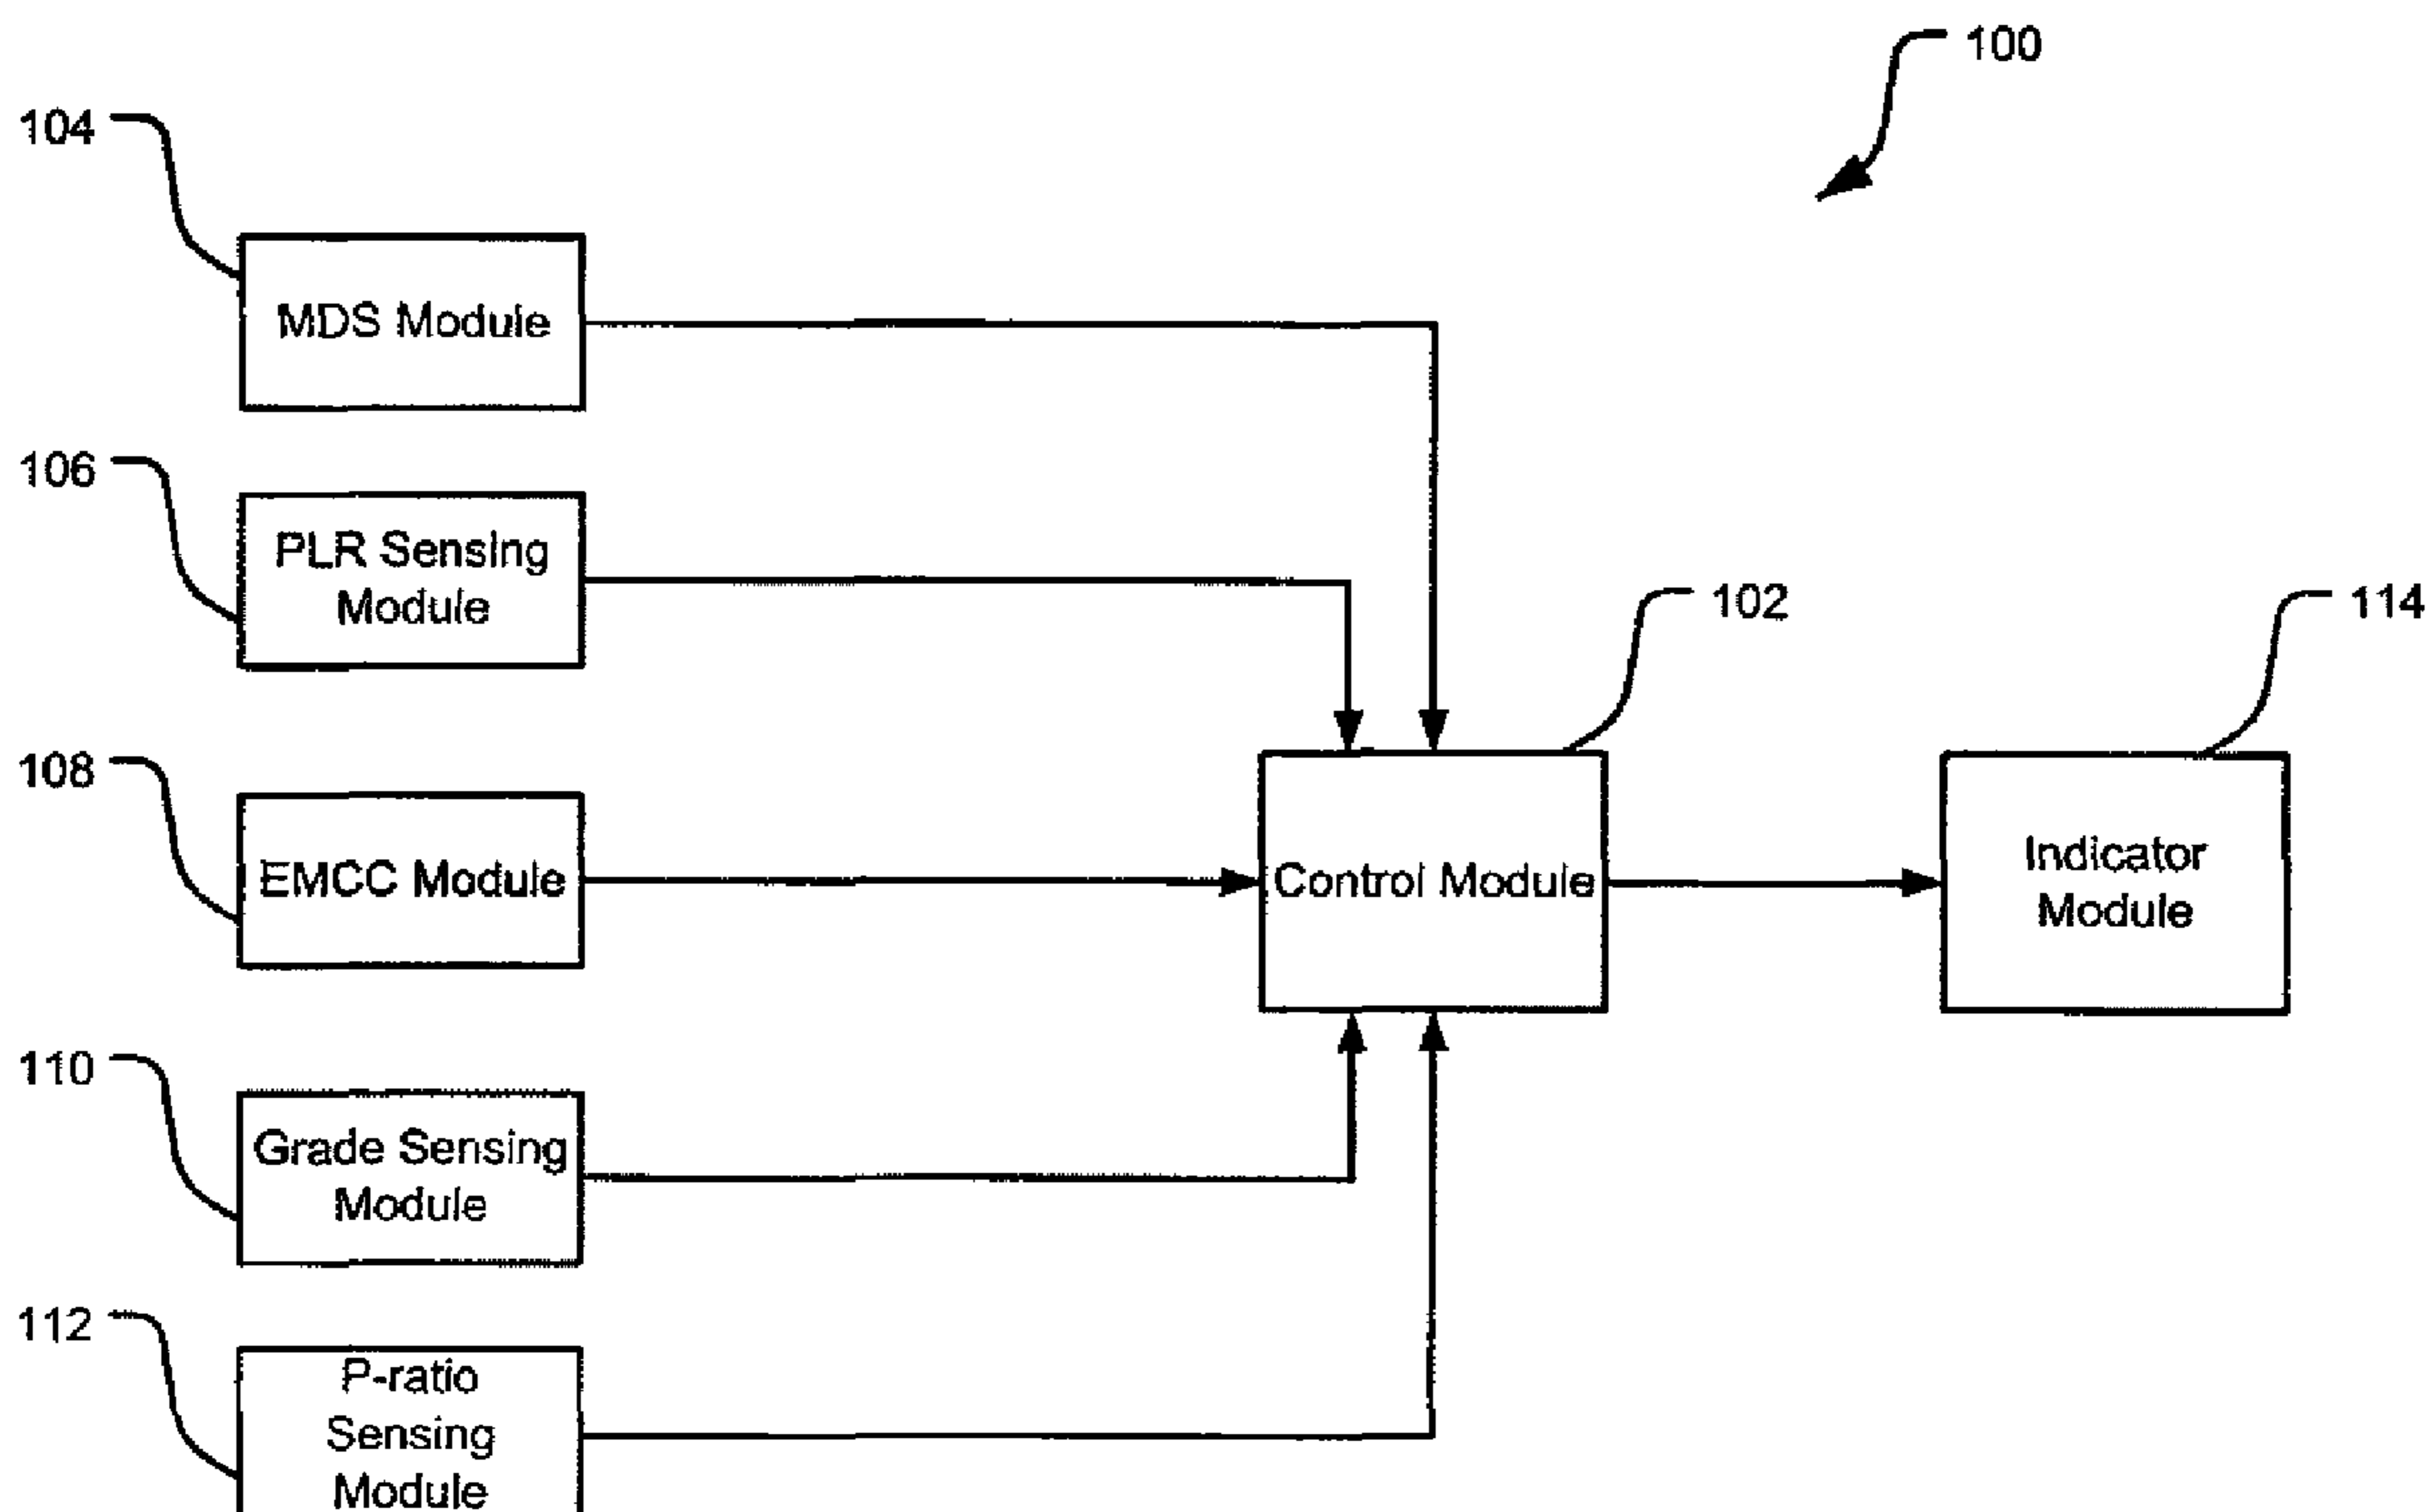 100
104
MDS Module
106
PLR Sensing
Module
102
114
108
EMCC Module
Control Module
Indicator
Module
110
Grade Sensing
Module
112
P-ratio
Sensing
Module